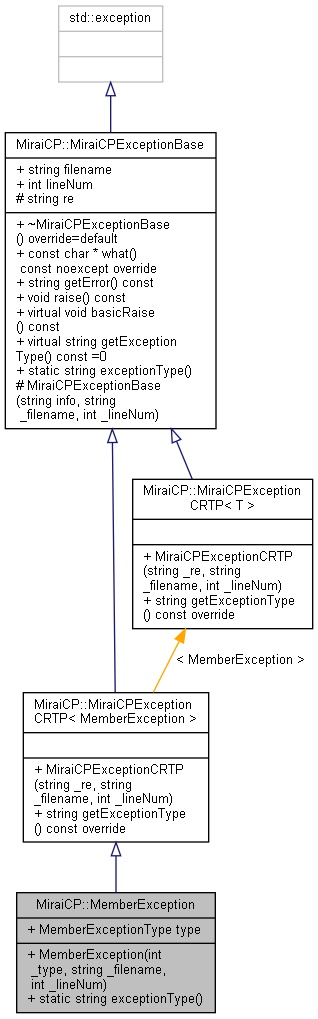 std::exception
MiraiCP::MiraiCPExceptionBase
+ string filename
+ int lineNum
# string re
+ ~MiraiCPExceptionBase
() override=default
+ const char * what()
const noexcept override
+ string getError() const
+ void raise() const
+ virtual void basicRaise
() const
+ virtual string getException
Type() const =0
+ static string exceptionType()
# MiraiCPExceptionBase
(string info, string
_filename, int _lineNum)
MiraiCP::MiraiCPException
CRTP< T >
+ MiraiCPExceptionCRTP
(string _re, string
_filename, int _lineNum)
+ string getExceptionType
() const override
< MemberException >
MiraiCP::MiraiCPException
CRTP< MemberException >
+ MiraiCPExceptionCRTP
(string _re, string
_filename, int _lineNum)
+ string getExceptionType
() const override
MiraiCP::MemberException
+ MemberExceptionType type
+ MemberException(int
_type, string _filename,
int _lineNum)
+ static string exceptionType()